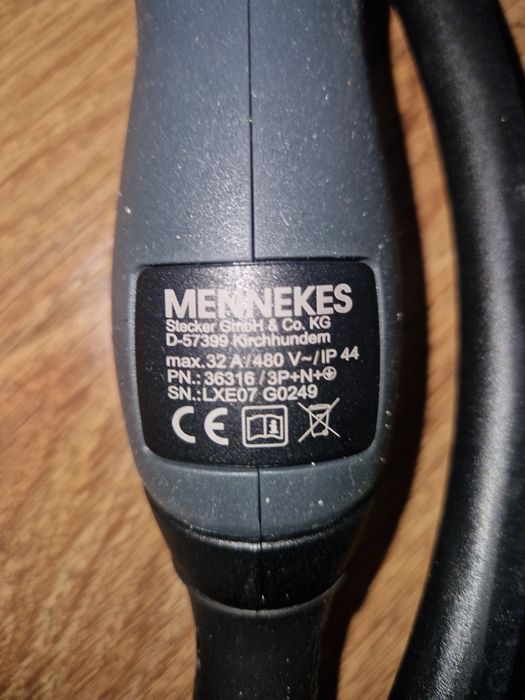 MENNEKES
Stecker GmbH & Co. KG
D-57399 Kirchhundem
max. 32 A/480 V~/IP 44
PN.: 36316/3P+N+⏚
SN.:LXE07 G0249
CE